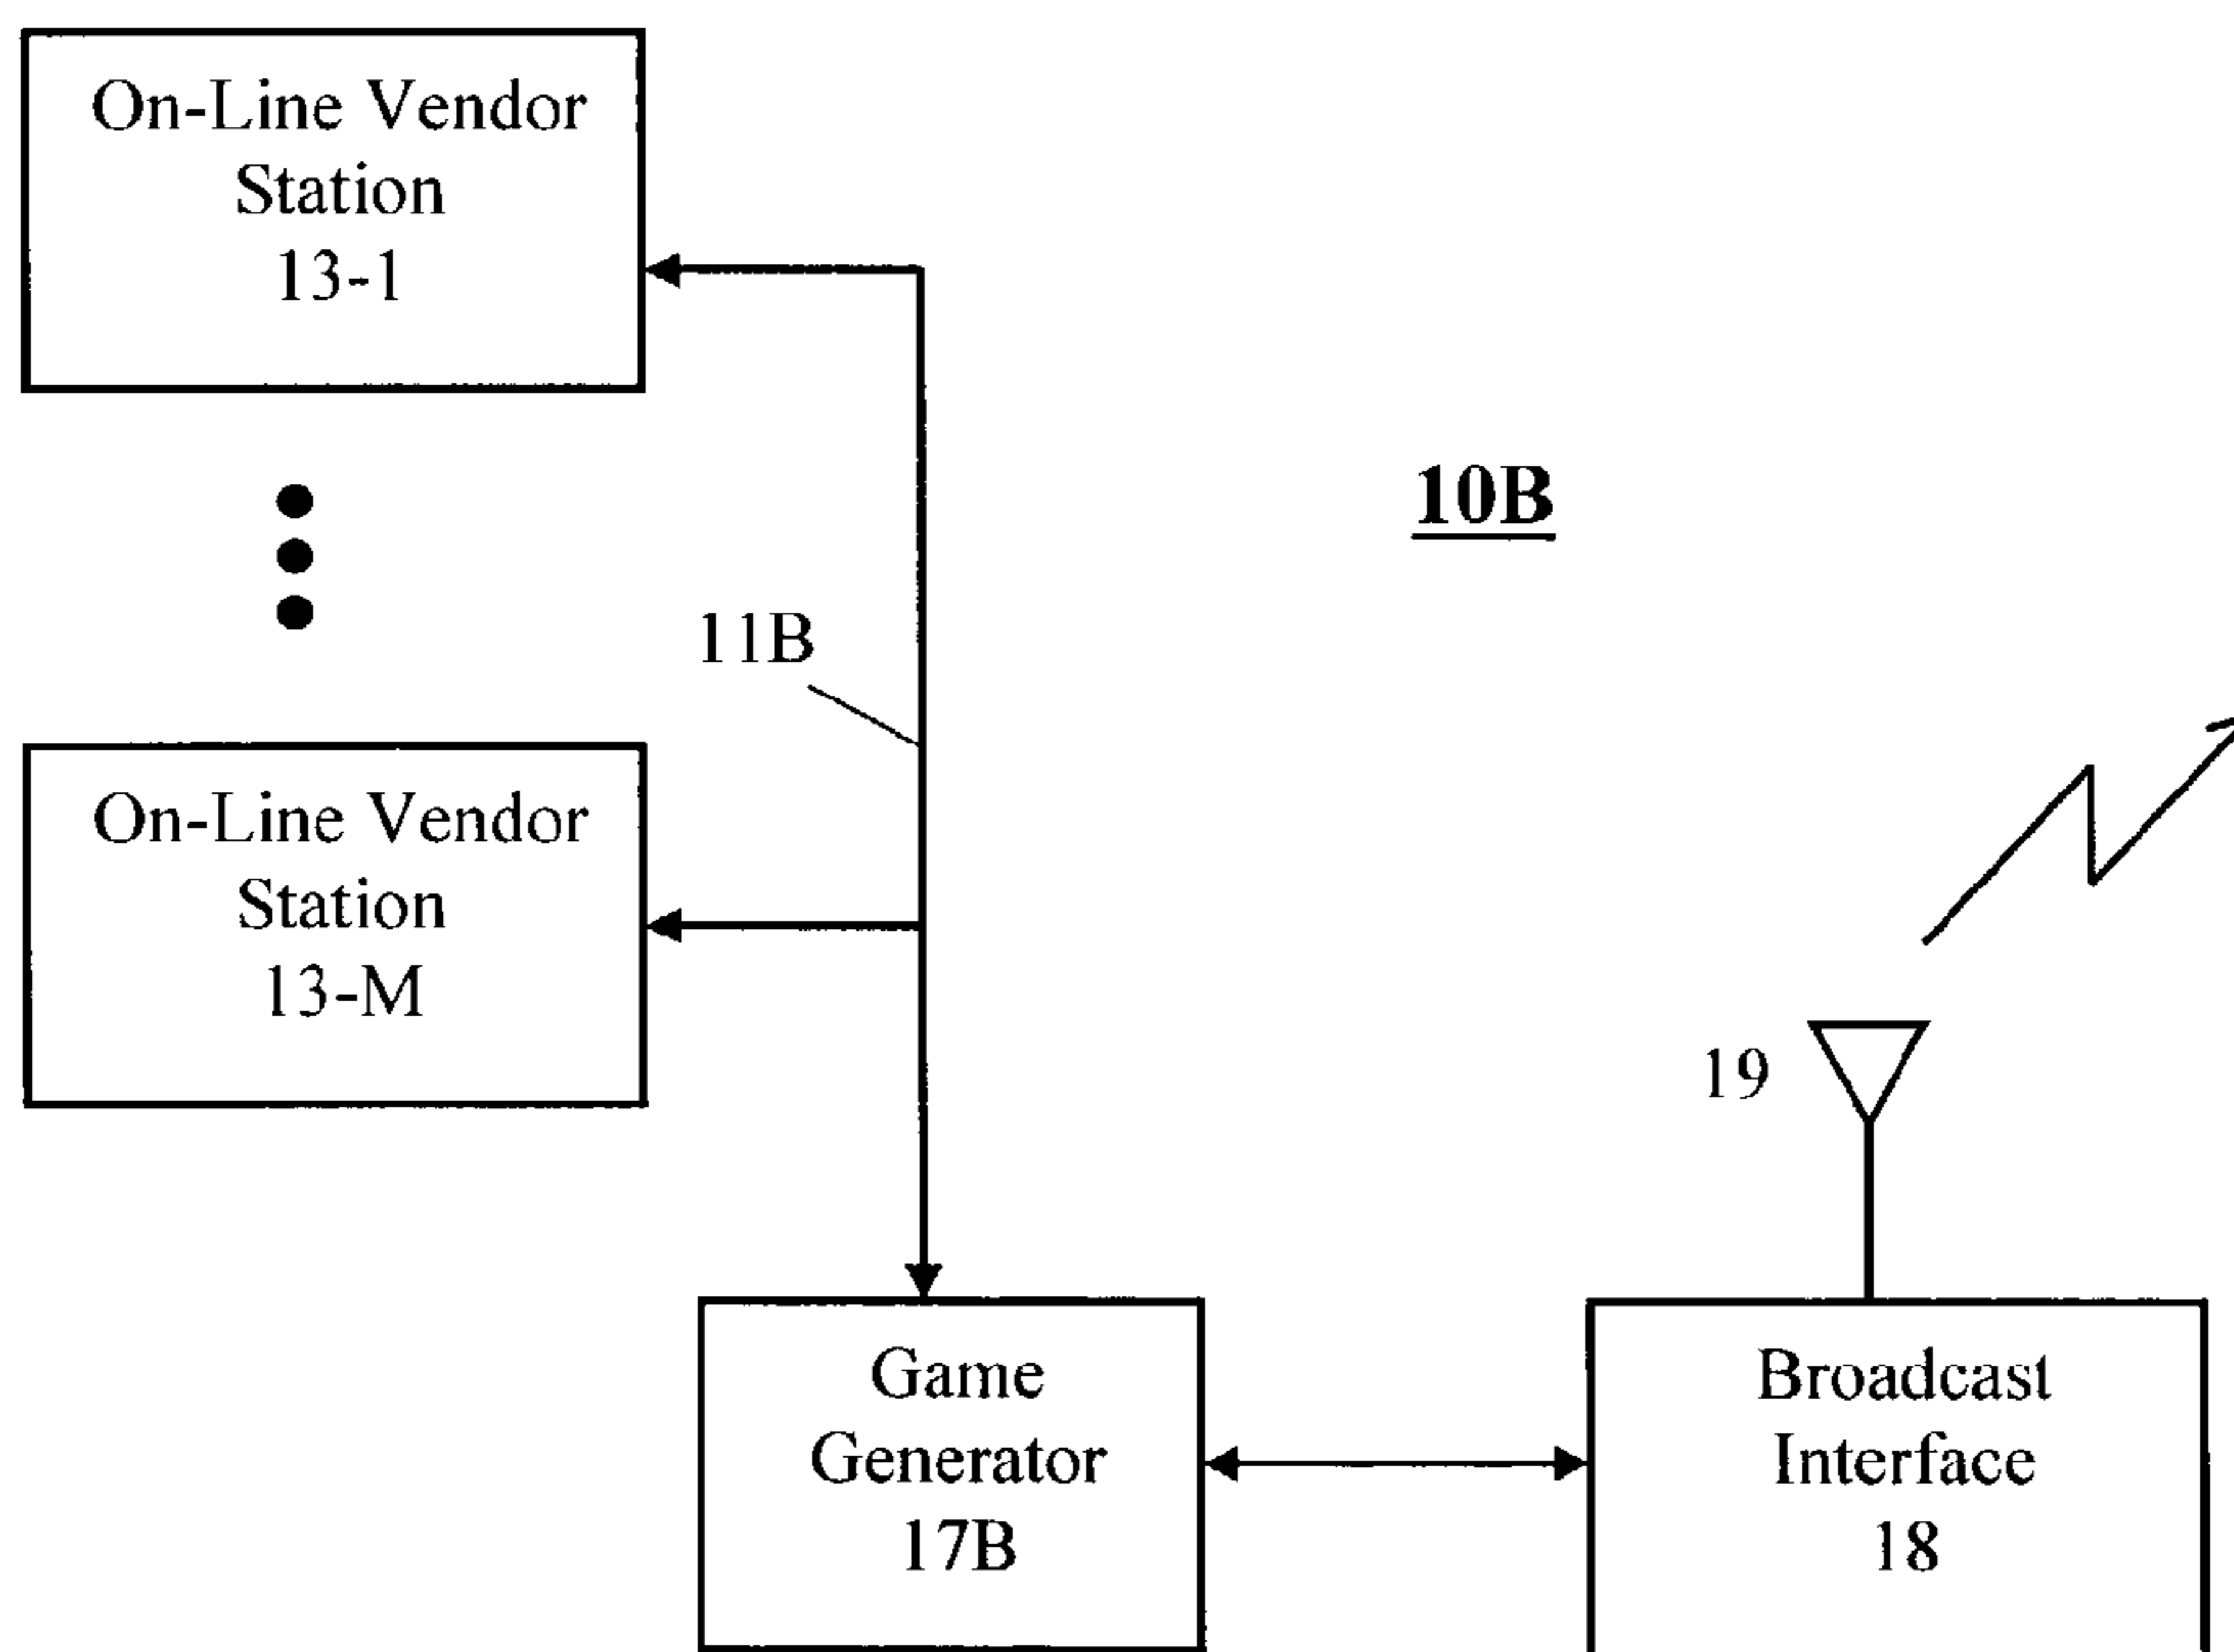 On-Line Vendor
Station
13-1
10B
11B
On-Line Vendor
Station
13-M
19
Game
Generator
17B
Broadcast
Interface
18